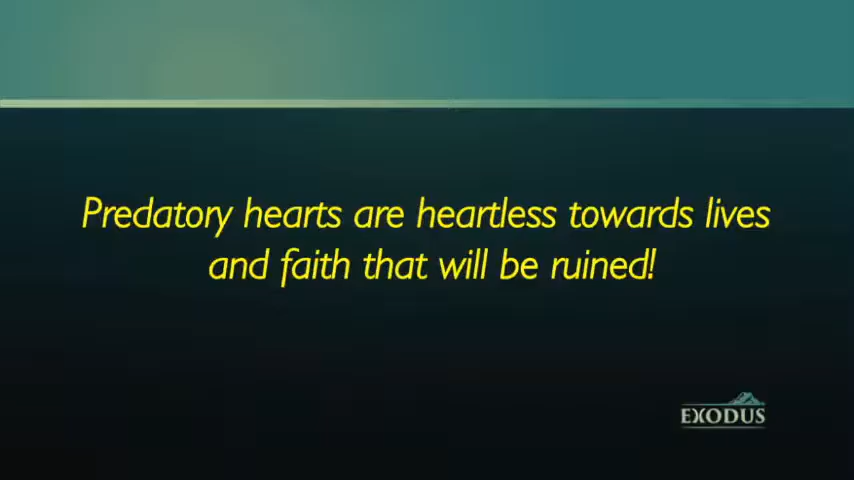 Predatory hearts are heartless towards lives
and faith that will be ruined!
EXODUS